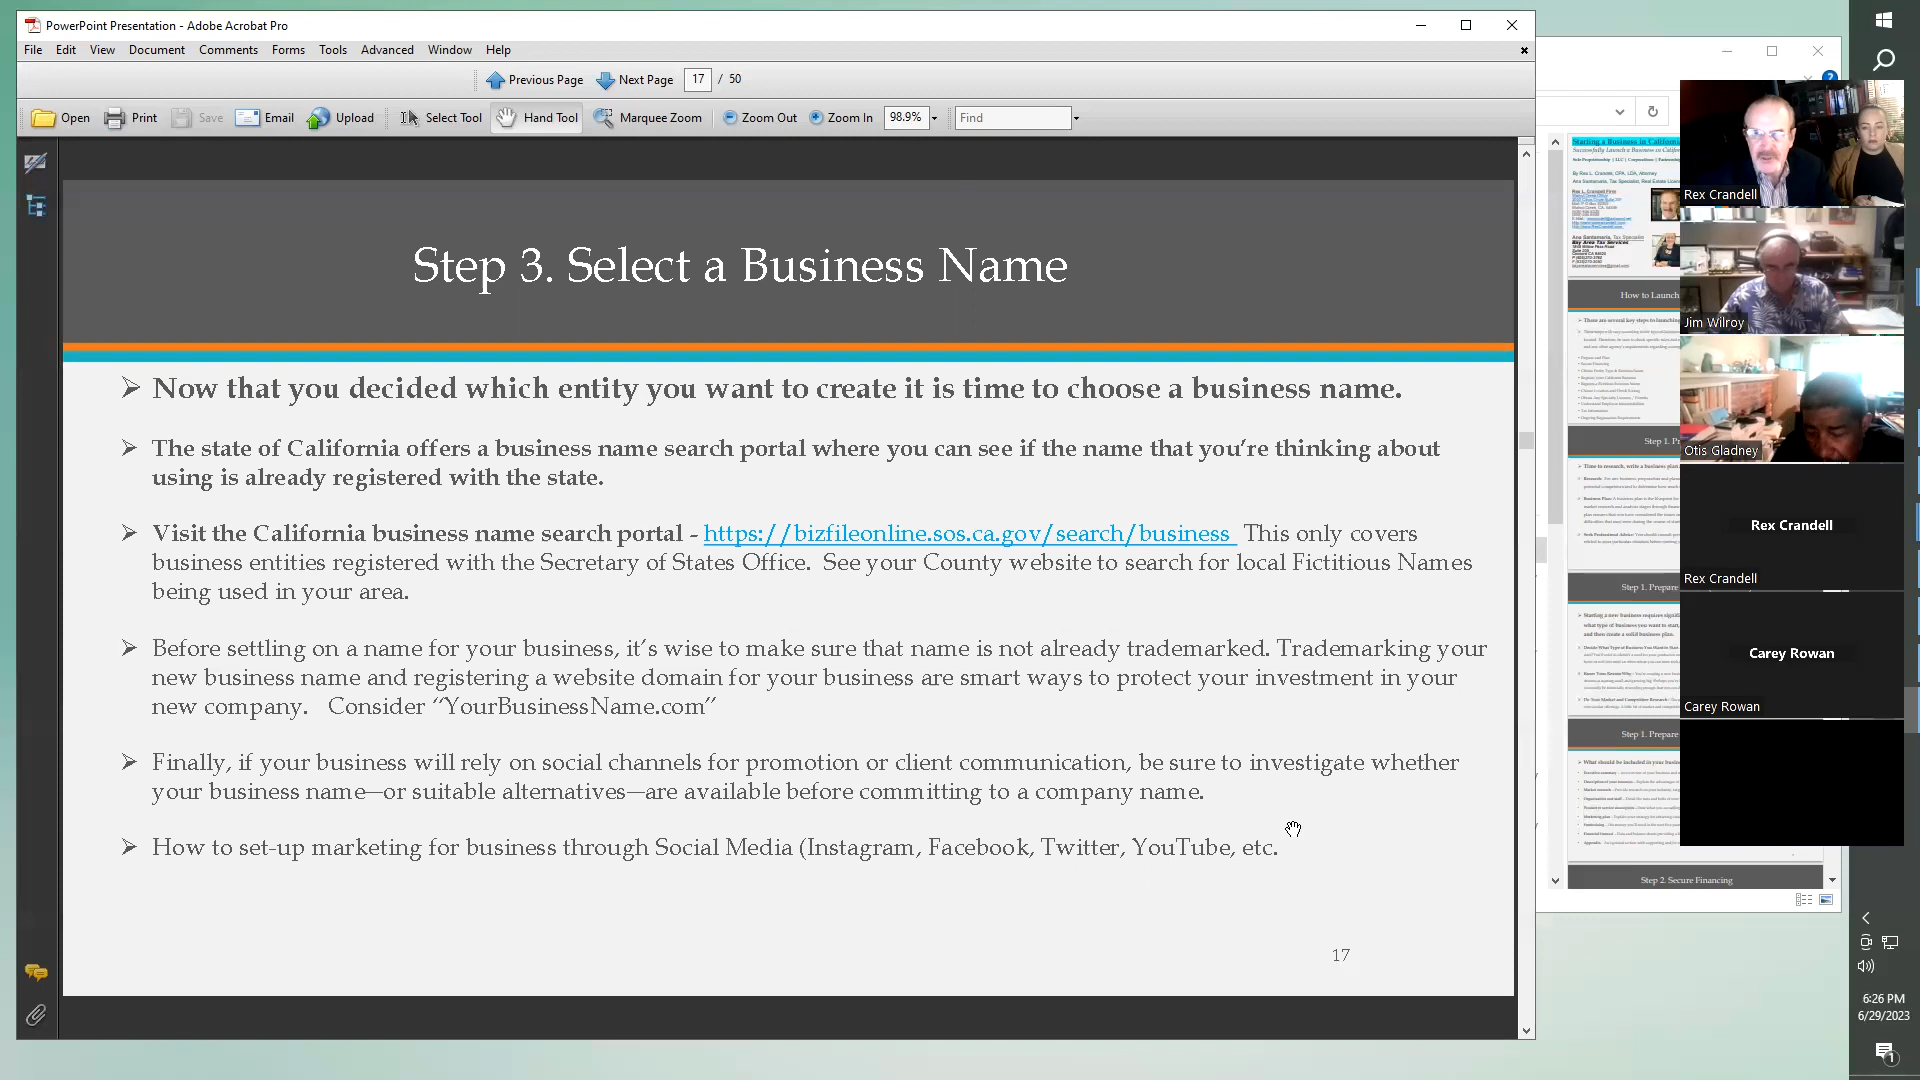 PowerPoint Presentation - Adobe Acrobat Pro
File Edit View Document Comments Forms Tools Advanced Window Help
Previous Page Next Page 17 / 50
Open Print Save Email Upload Select Tool Hand Tool Marquee Zoom Zoom Out Zoom In 98.9% Find
Step 3. Select a Business Name
➢ Now that you decided which entity you want to create it is time to choose a business name.
➢ The state of California offers a business name search portal where you can see if the name that you’re thinking about
using is already registered with the state.
➢ Visit the California business name search portal - https://bizfileonline.sos.ca.gov/search/business This only covers
business entities registered with the Secretary of States Office. See your County website to search for local Fictitious Names
being used in your area.
➢ Before settling on a name for your business, it’s wise to make sure that name is not already trademarked. Trademarking your
new business name and registering a website domain for your business are smart ways to protect your investment in your
new company. Consider “YourBusinessName.com”
➢ Finally, if your business will rely on social channels for promotion or client communication, be sure to investigate whether
your business name—or suitable alternatives—are available before committing to a company name.
➢ How to set-up marketing for business through Social Media (Instagram, Facebook, Twitter, YouTube, etc.
17
Starting a Business in California
How to Launch
Step 1. Prepare
Step 1. Prepare
Step 2. Secure Financing
Rex Crandell
Jim Wilroy
Otis Gladney
Rex Crandell
Rex Crandell
Carey Rowan
Carey Rowan
6:26 PM
6/29/2023
1